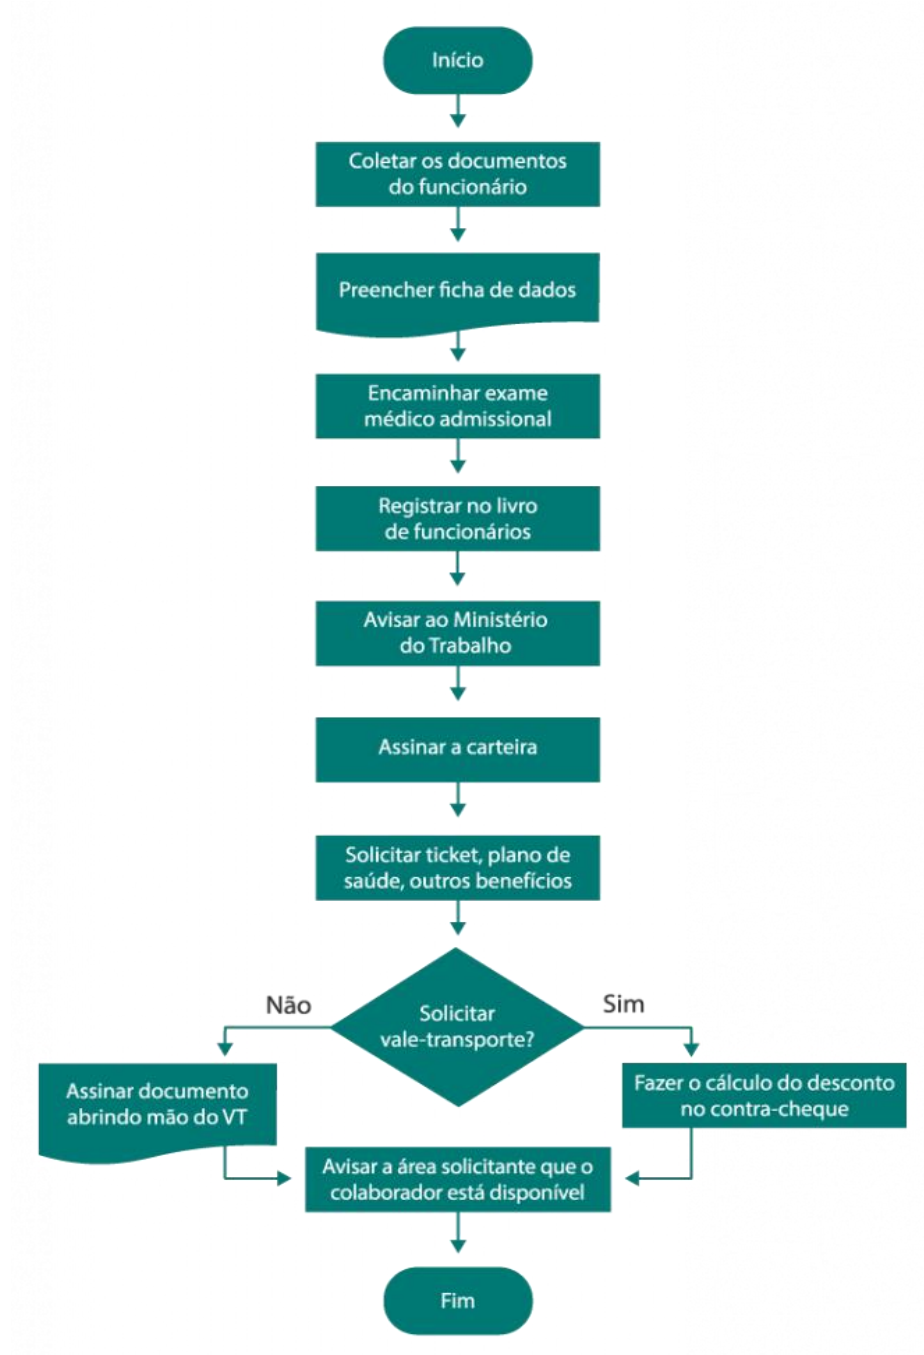 Início
Coletar os documentos
do funcionário
Preencher ficha de dados
Encaminhar exame
médico admissional
Registrar no livro
de funcionários
Avisar ao Ministério
do Trabalho
Assinar a carteira
Solicitar ticket, plano de
saúde, outros benefícios
Não
Sim
Solicitar
vale-transporte?
Assinar documento
abrindo mão do VT
Fazer o cálculo do desconto
no contra-cheque
Avisar a área solicitante que o
colaborador está disponível
Fim